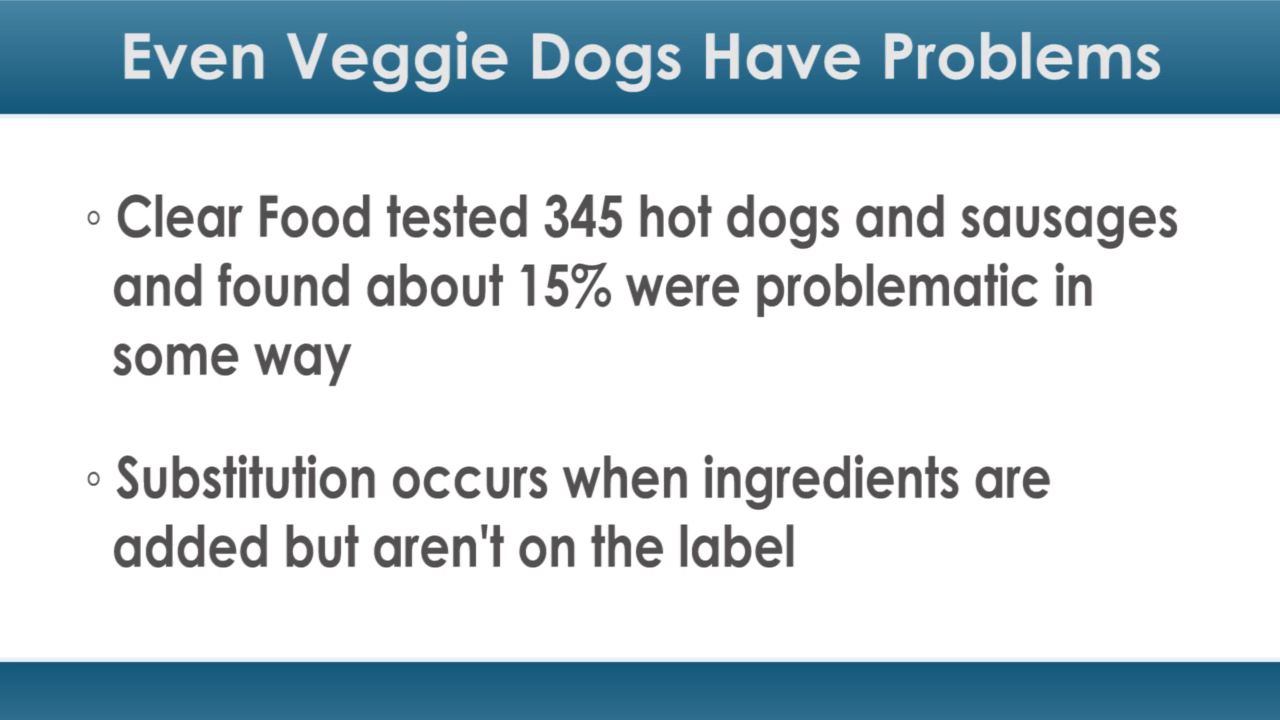 Even Veggie Dogs Have Problems
◦ Clear Food tested 345 hot dogs and sausages
and found about 15% were problematic in
some way
◦ Substitution occurs when ingredients are
added but aren't on the label